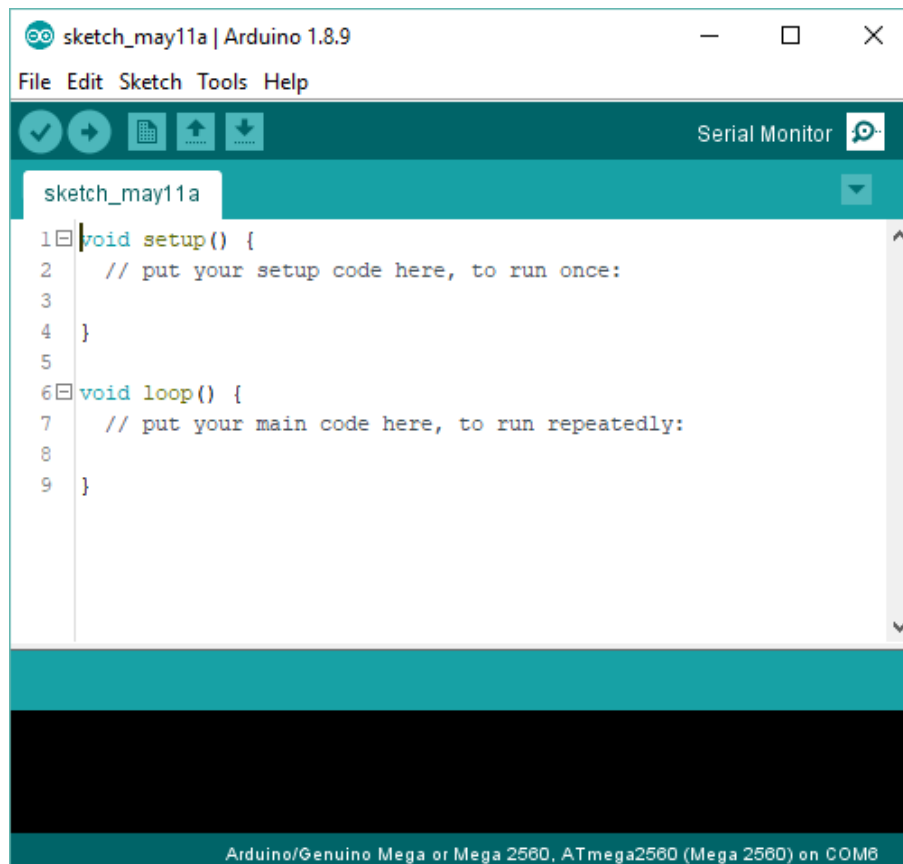 sketch_may11a | Arduino 1.8.9
File Edit Sketch Tools Help
Serial Monitor
sketch_may11a
1 void setup() {
2 // put your setup code here, to run once:
3
4 }
5
6 void loop() {
7 // put your main code here, to run repeatedly:
8
9 }
Arduino/Genuino Mega or Mega 2560, ATmega2560 (Mega 2560) on COM6